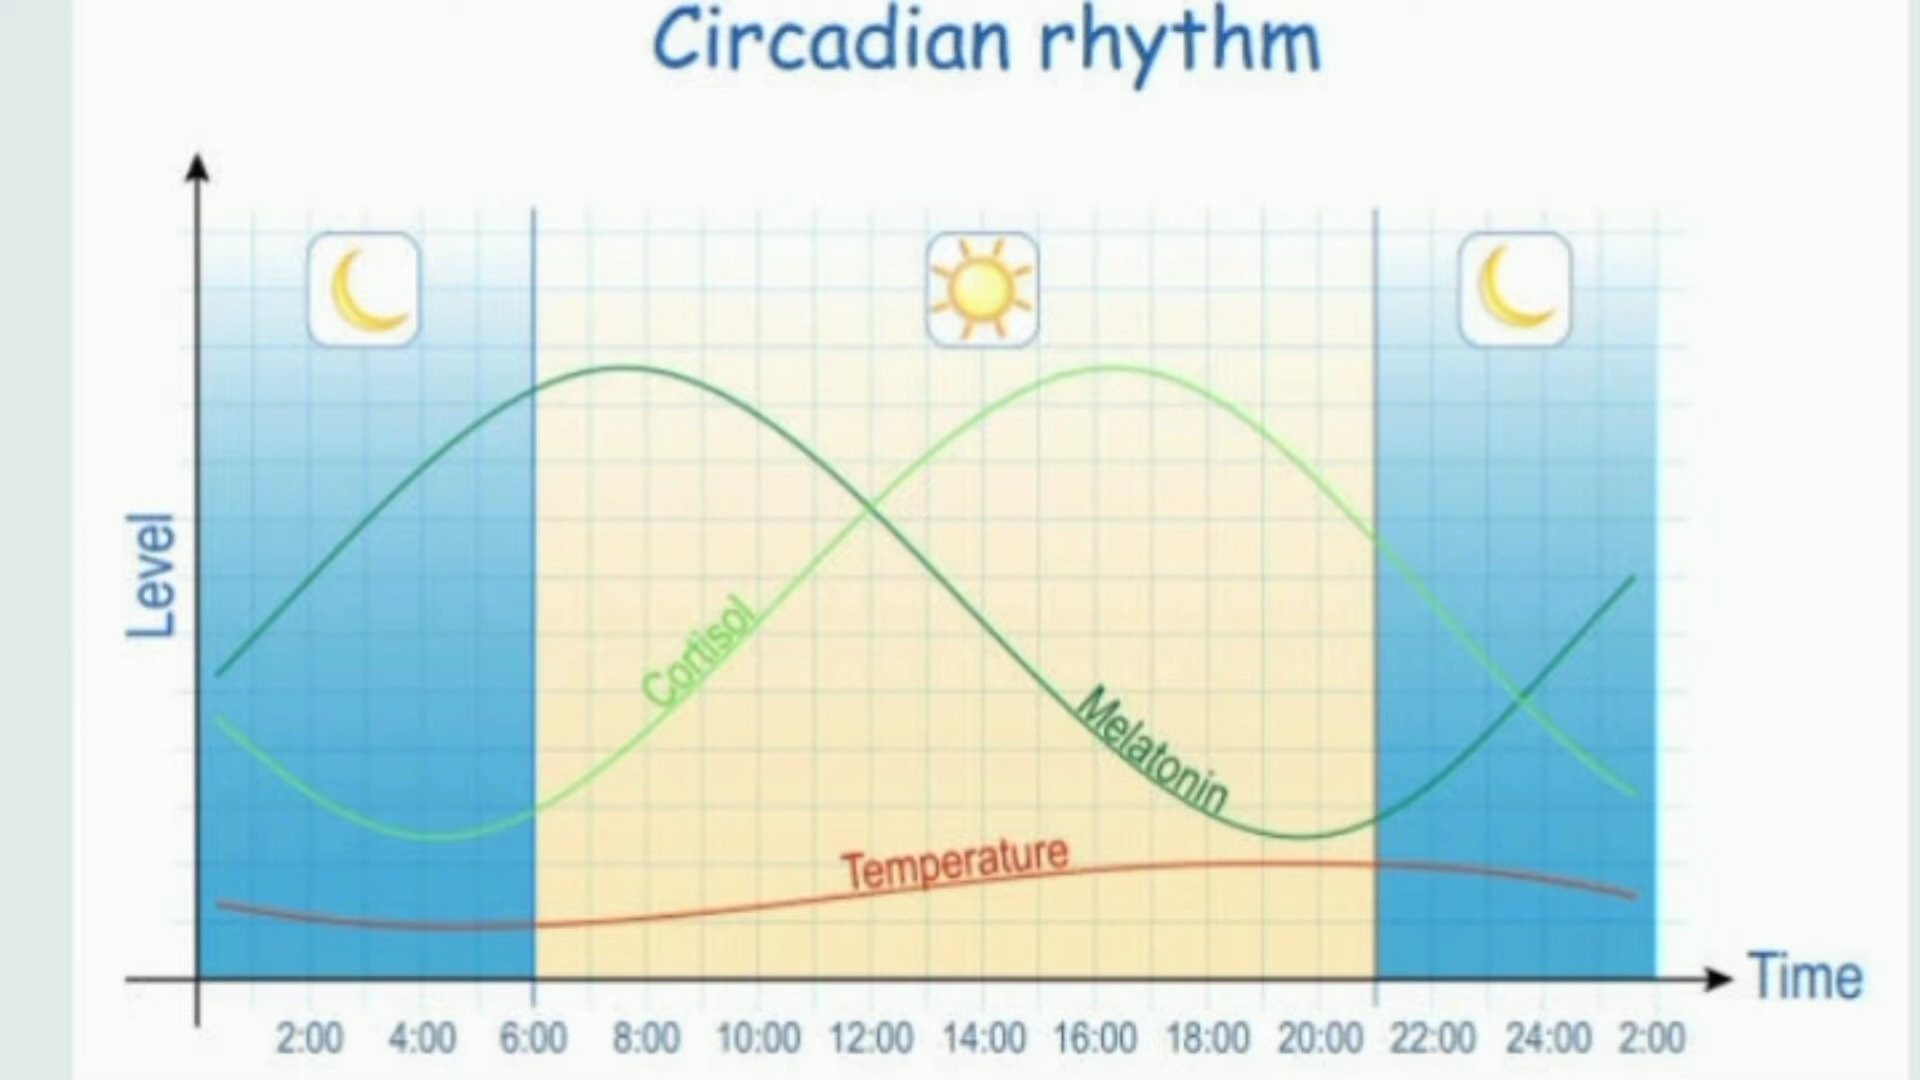 Circadian rhythm
Level
Cortisol
Melatonin
Temperature
Time
2:00 4:00 6:00 8:00 10:00 12:00 14:00 16:00 18:00 20:00 22:00 24:00 2:00